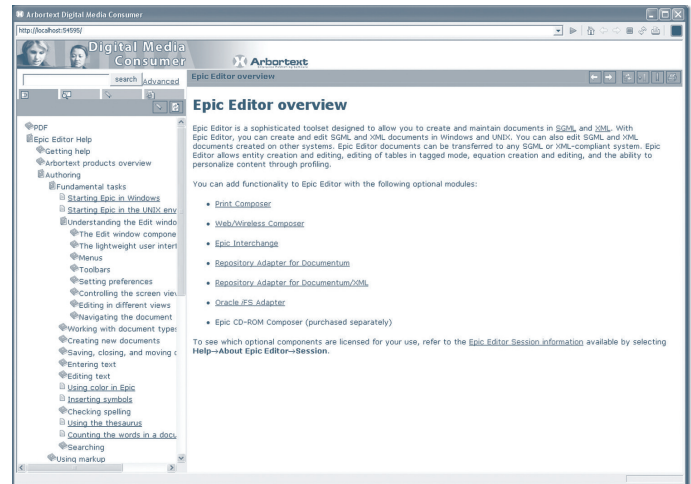 Arbortext Digital Media Consumer
http://localhost:54595/
Digital Media
Consumer
Arbortext
search Advanced
Epic Editor overview
PDF
Epic Editor Help
Getting help
Arbortext products overview
Authoring
Fundamental tasks
Starting Epic in Windows
Starting Epic in the UNIX env
Understanding the Edit windo
The Edit window compone
The lightweight user interf
Menus
Toolbars
Setting preferences
Controlling the screen view
Editing in different views
Navigating the document
Working with document types
Creating new documents
Saving, closing, and moving d
Entering text
Editing text
Using color in Epic
Inserting symbols
Checking spelling
Using the thesaurus
Counting the words in a docu
Searching
Using markup
Epic Editor overview
Epic Editor is a sophisticated toolset designed to allow you to create and maintain documents in SGML and XML. With
Epic Editor, you can create and edit SGML and XML documents in Windows and UNIX. You can also edit SGML and XML
documents created on other systems. Epic Editor documents can be transferred to any SGML or XML-compliant system. Epic
Editor allows entity creation and editing, editing of tables in tagged mode, equation creation and editing, and the ability to
personalize content through profiling.
You can add functionality to Epic Editor with the following optional modules:
• Print Composer
• Web/Wireless Composer
• Epic Interchange
• Repository Adapter for Documentum
• Repository Adapter for Documentum/XML
• Oracle iFS Adapter
• Epic CD-ROM Composer (purchased separately)
To see which optional components are licensed for your use, refer to the Epic Editor Session information available by selecting
Help→About Epic Editor→Session.